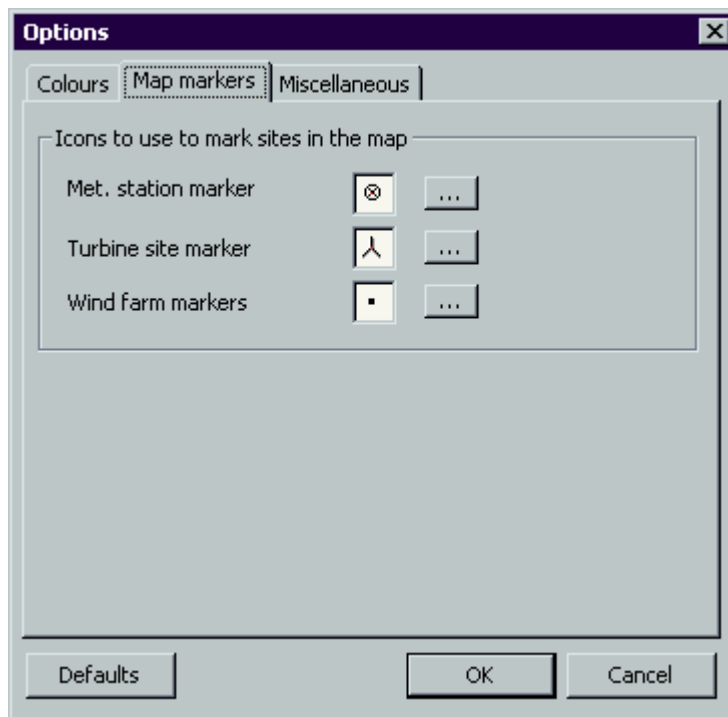 Options
Colours Map markers Miscellaneous
Icons to use to mark sites in the map
Met. station marker ...
Turbine site marker ...
Wind farm markers ...
Defaults OK Cancel